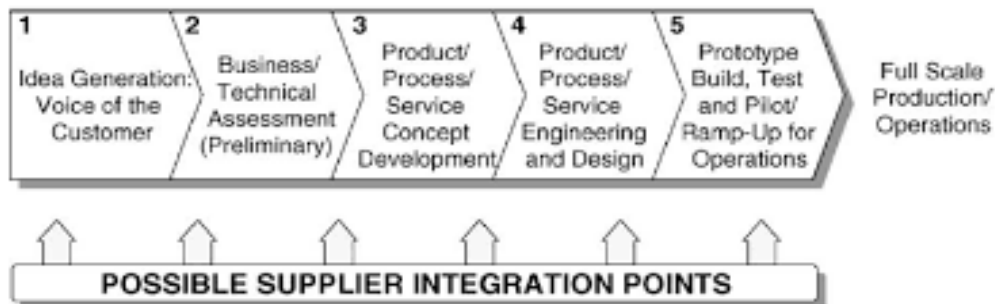 1
Idea Generation:
Voice of the
Customer
2
Business/
Technical
Assessment
(Preliminary)
3
Product/
Process/
Service
Concept
Development
4
Product/
Process/
Service
Engineering
and Design
5
Prototype
Build, Test
and Pilot/
Ramp-Up for
Operations
Full Scale
Production/
Operations
POSSIBLE SUPPLIER INTEGRATION POINTS